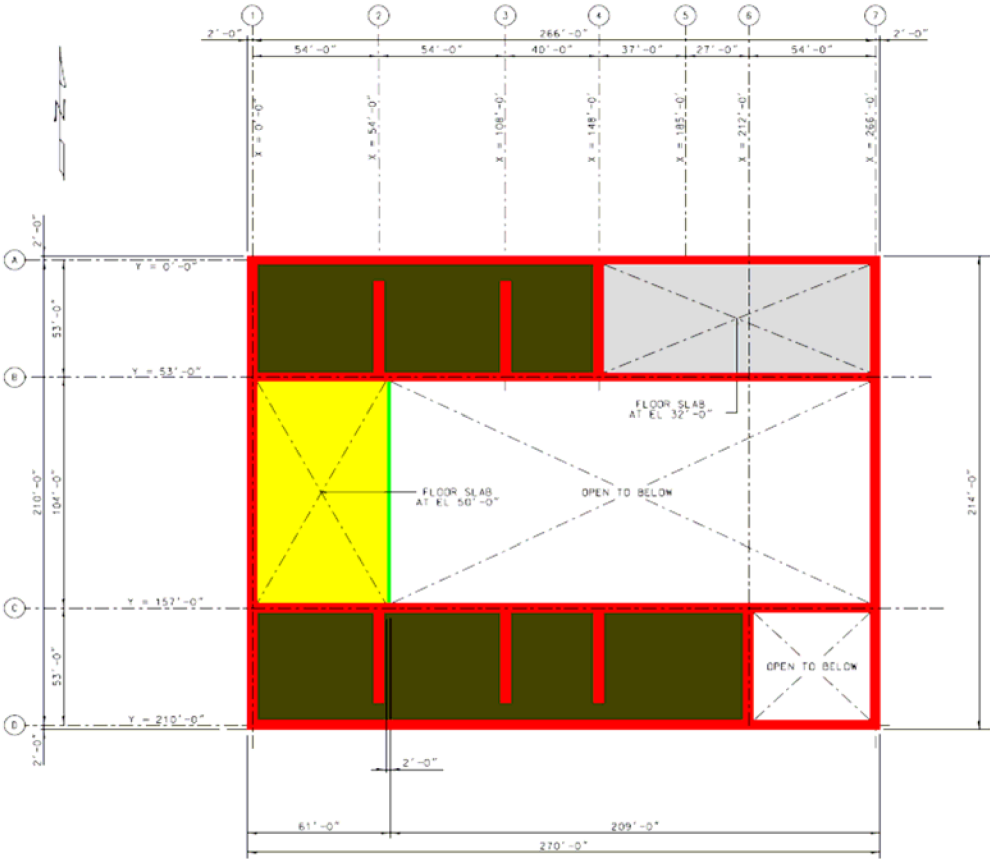 1 2 3 4 5 6 7
2'-0" 266'-0" 2'-0"
54'-0" 54'-0" 40'-0" 37'-0" 27'-0" 54'-0"
N
X = 0'-0"
X = 54'-0"
X = 108'-0"
X = 148'-0"
X = 185'-0"
X = 212'-0"
X = 266'-0"
2'-0"
A
Y = 0'-0"
53'-0"
B
Y = 53'-0"
FLOOR SLAB
AT EL 32'-0"
210'-0"
104'-0"
FLOOR SLAB
AT EL 50'-0"
OPEN TO BELOW
214'-0"
C
Y = 157'-0"
53'-0"
OPEN TO BELOW
D
Y = 210'-0"
2'-0"
2'-0"
61'-0" 209'-0"
270'-0"